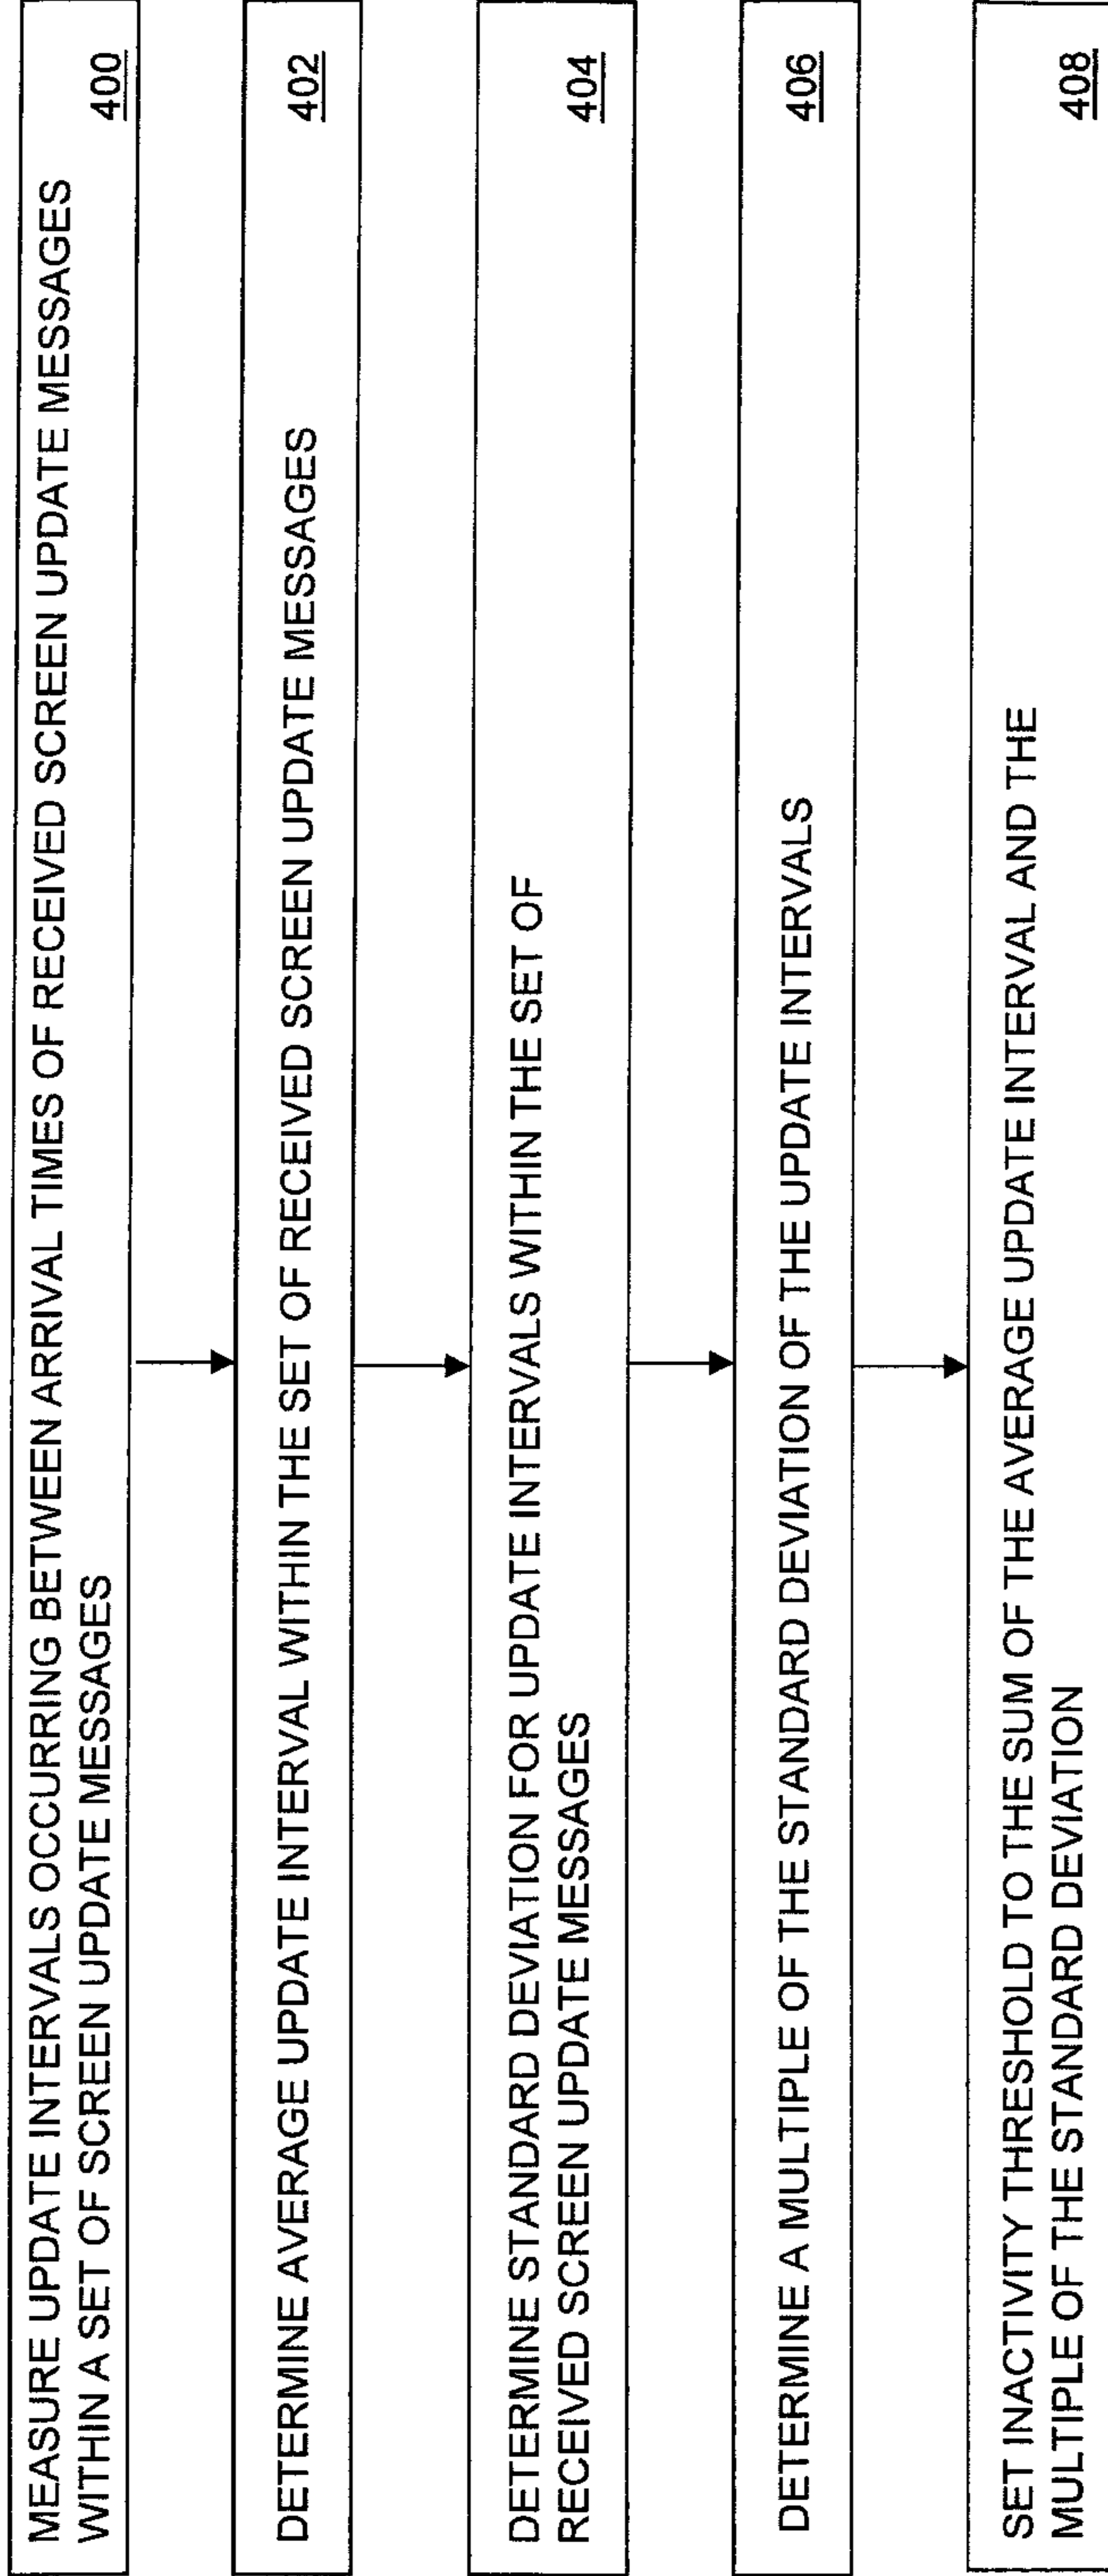 MEASURE UPDATE INTERVALS OCCURRING BETWEEN ARRIVAL TIMES OF RECEIVED SCREEN UPDATE MESSAGES
WITHIN A SET OF SCREEN UPDATE MESSAGES
400
DETERMINE AVERAGE UPDATE INTERVAL WITHIN THE SET OF RECEIVED SCREEN UPDATE MESSAGES
402
DETERMINE STANDARD DEVIATION FOR UPDATE INTERVALS WITHIN THE SET OF
RECEIVED SCREEN UPDATE MESSAGES
404
DETERMINE A MULTIPLE OF THE STANDARD DEVIATION OF THE UPDATE INTERVALS
406
SET INACTIVITY THRESHOLD TO THE SUM OF THE AVERAGE UPDATE INTERVAL AND THE
MULTIPLE OF THE STANDARD DEVIATION
408